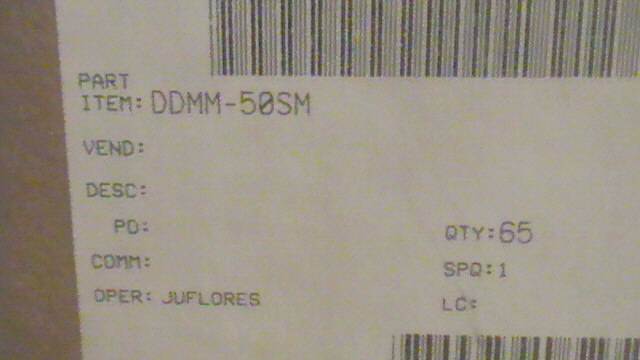 PART
ITEM: DDMM-50SM
VEND:
DESC:
PO:
QTY: 65
COMM:
SPQ: 1
OPER: JUFLORES
LC: